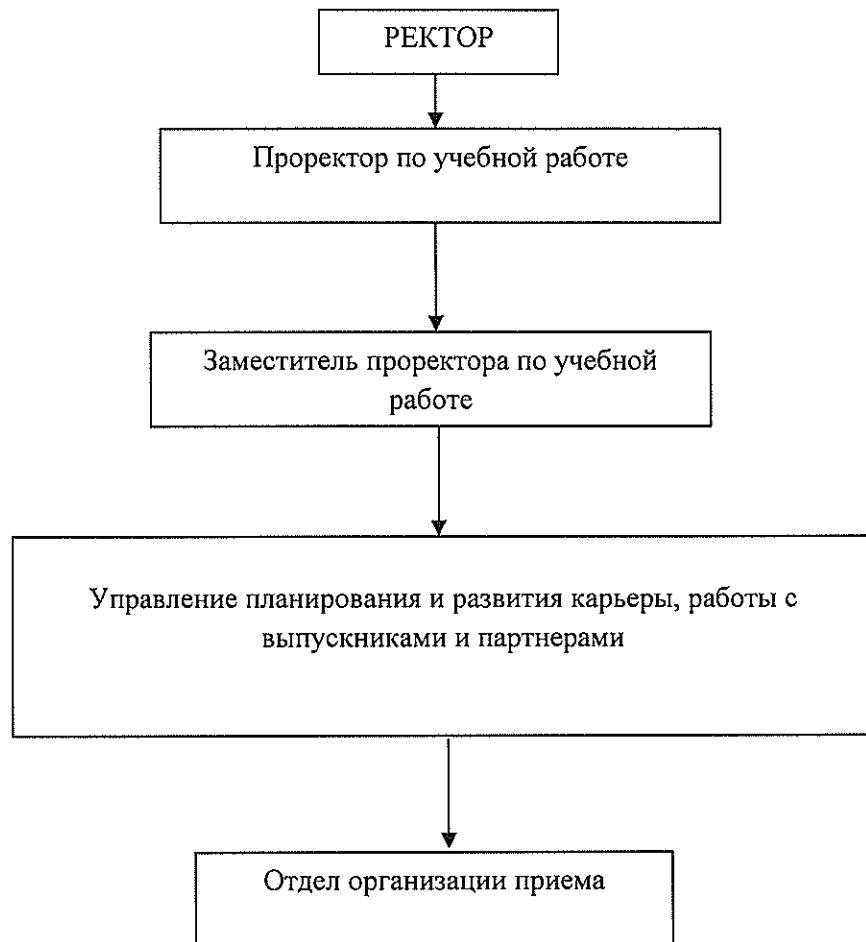 РЕКТОР
Проректор по учебной работе
Заместитель проректора по учебной
работе
Управление планирования и развития карьеры, работы с
выпускниками и партнерами
Отдел организации приема